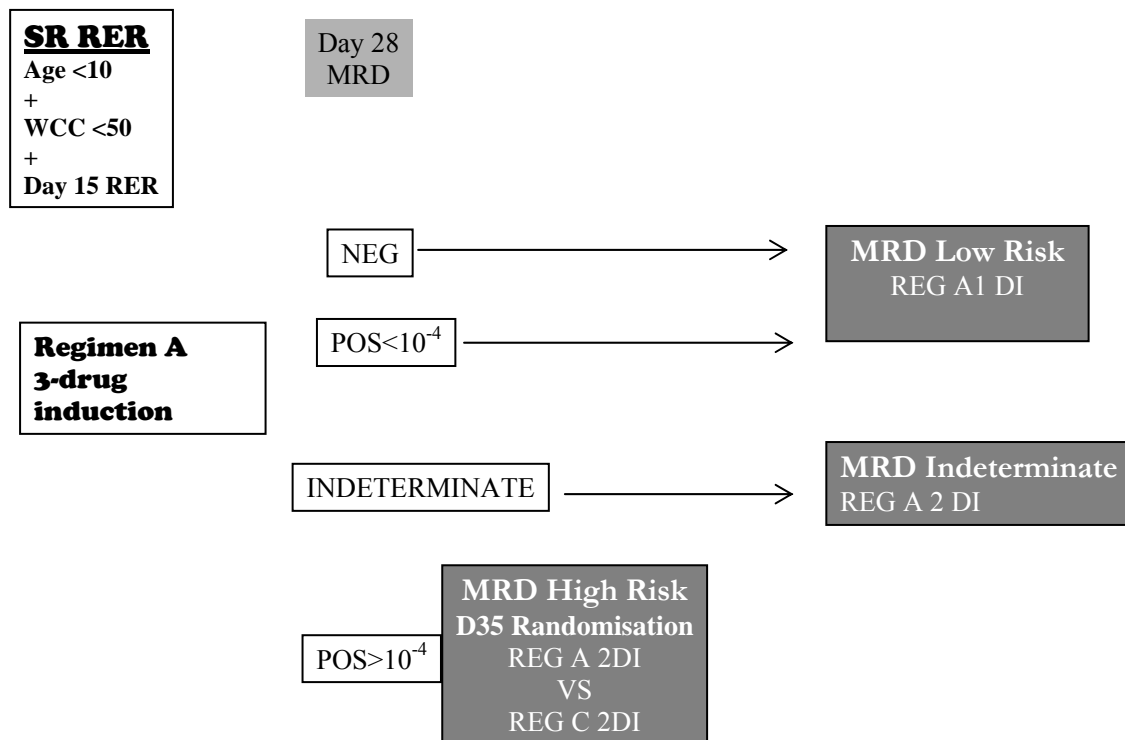 SR RER
Age <10
+
WCC <50
+
Day 15 RER
Day 28
MRD
NEG
MRD Low Risk
REG A1 DI
Regimen A
3-drug
induction
POS<10⁻⁴
INDETERMINATE
MRD Indeterminate
REG A 2 DI
POS>10⁻⁴
MRD High Risk
D35 Randomisation
REG A 2DI
VS
REG C 2DI